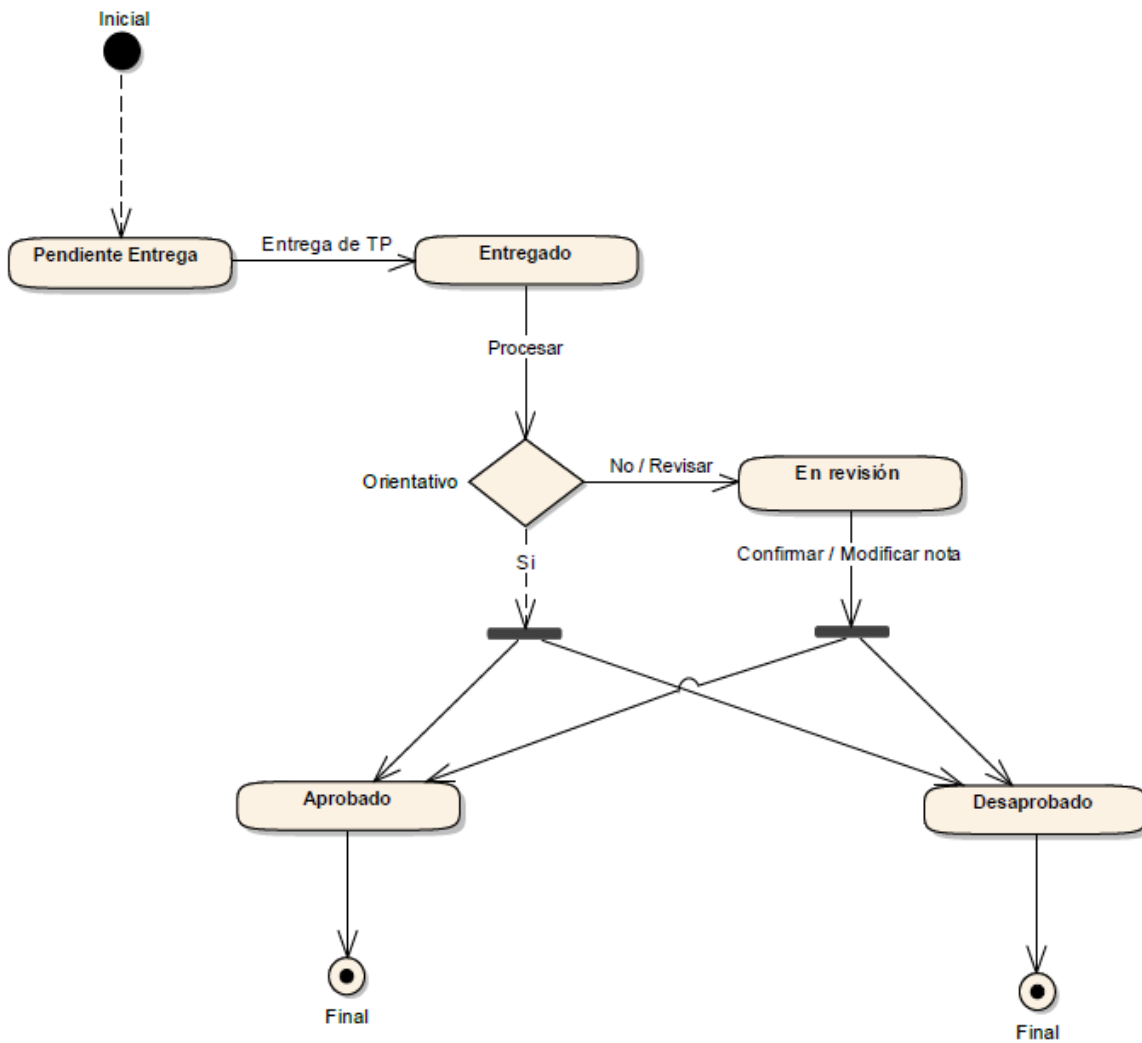 Inicial
Pendiente Entrega
Entrega de TP
Entregado
Procesar
Orientativo
No / Revisar
En revisión
Si
Confirmar / Modificar nota
Aprobado
Desaprobado
Final
Final